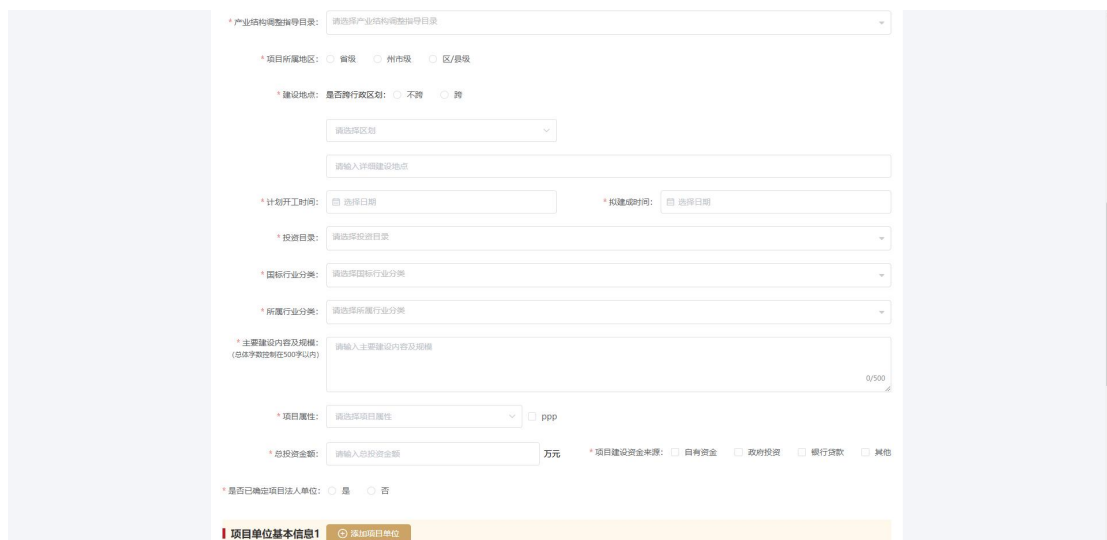 * 产业结构调整指导目录： 请选择产业结构调整指导目录
* 项目所属地区： 省级 州市级 区/县级
* 建设地点： 是否跨行政区划： 不跨 跨
请选择区划
请输入详细建设地点
* 计划开工时间： 选择日期 * 拟建成时间： 选择日期
* 投资目录： 请选择投资目录
* 国标行业分类： 请选择国标行业分类
* 所属行业分类： 请选择所属行业分类
* 主要建设内容及规模： 请输入主要建设内容及规模
(总体字数控制在500字以内)
0/500
* 项目属性： 请选择项目属性 ppp
* 总投资金额： 请输入总投资金额 万元 * 项目建设资金来源： 自有资金 政府投资 银行贷款 其他
* 是否已确定项目法人单位： 是 否
项目单位基本信息1 添加项目单位